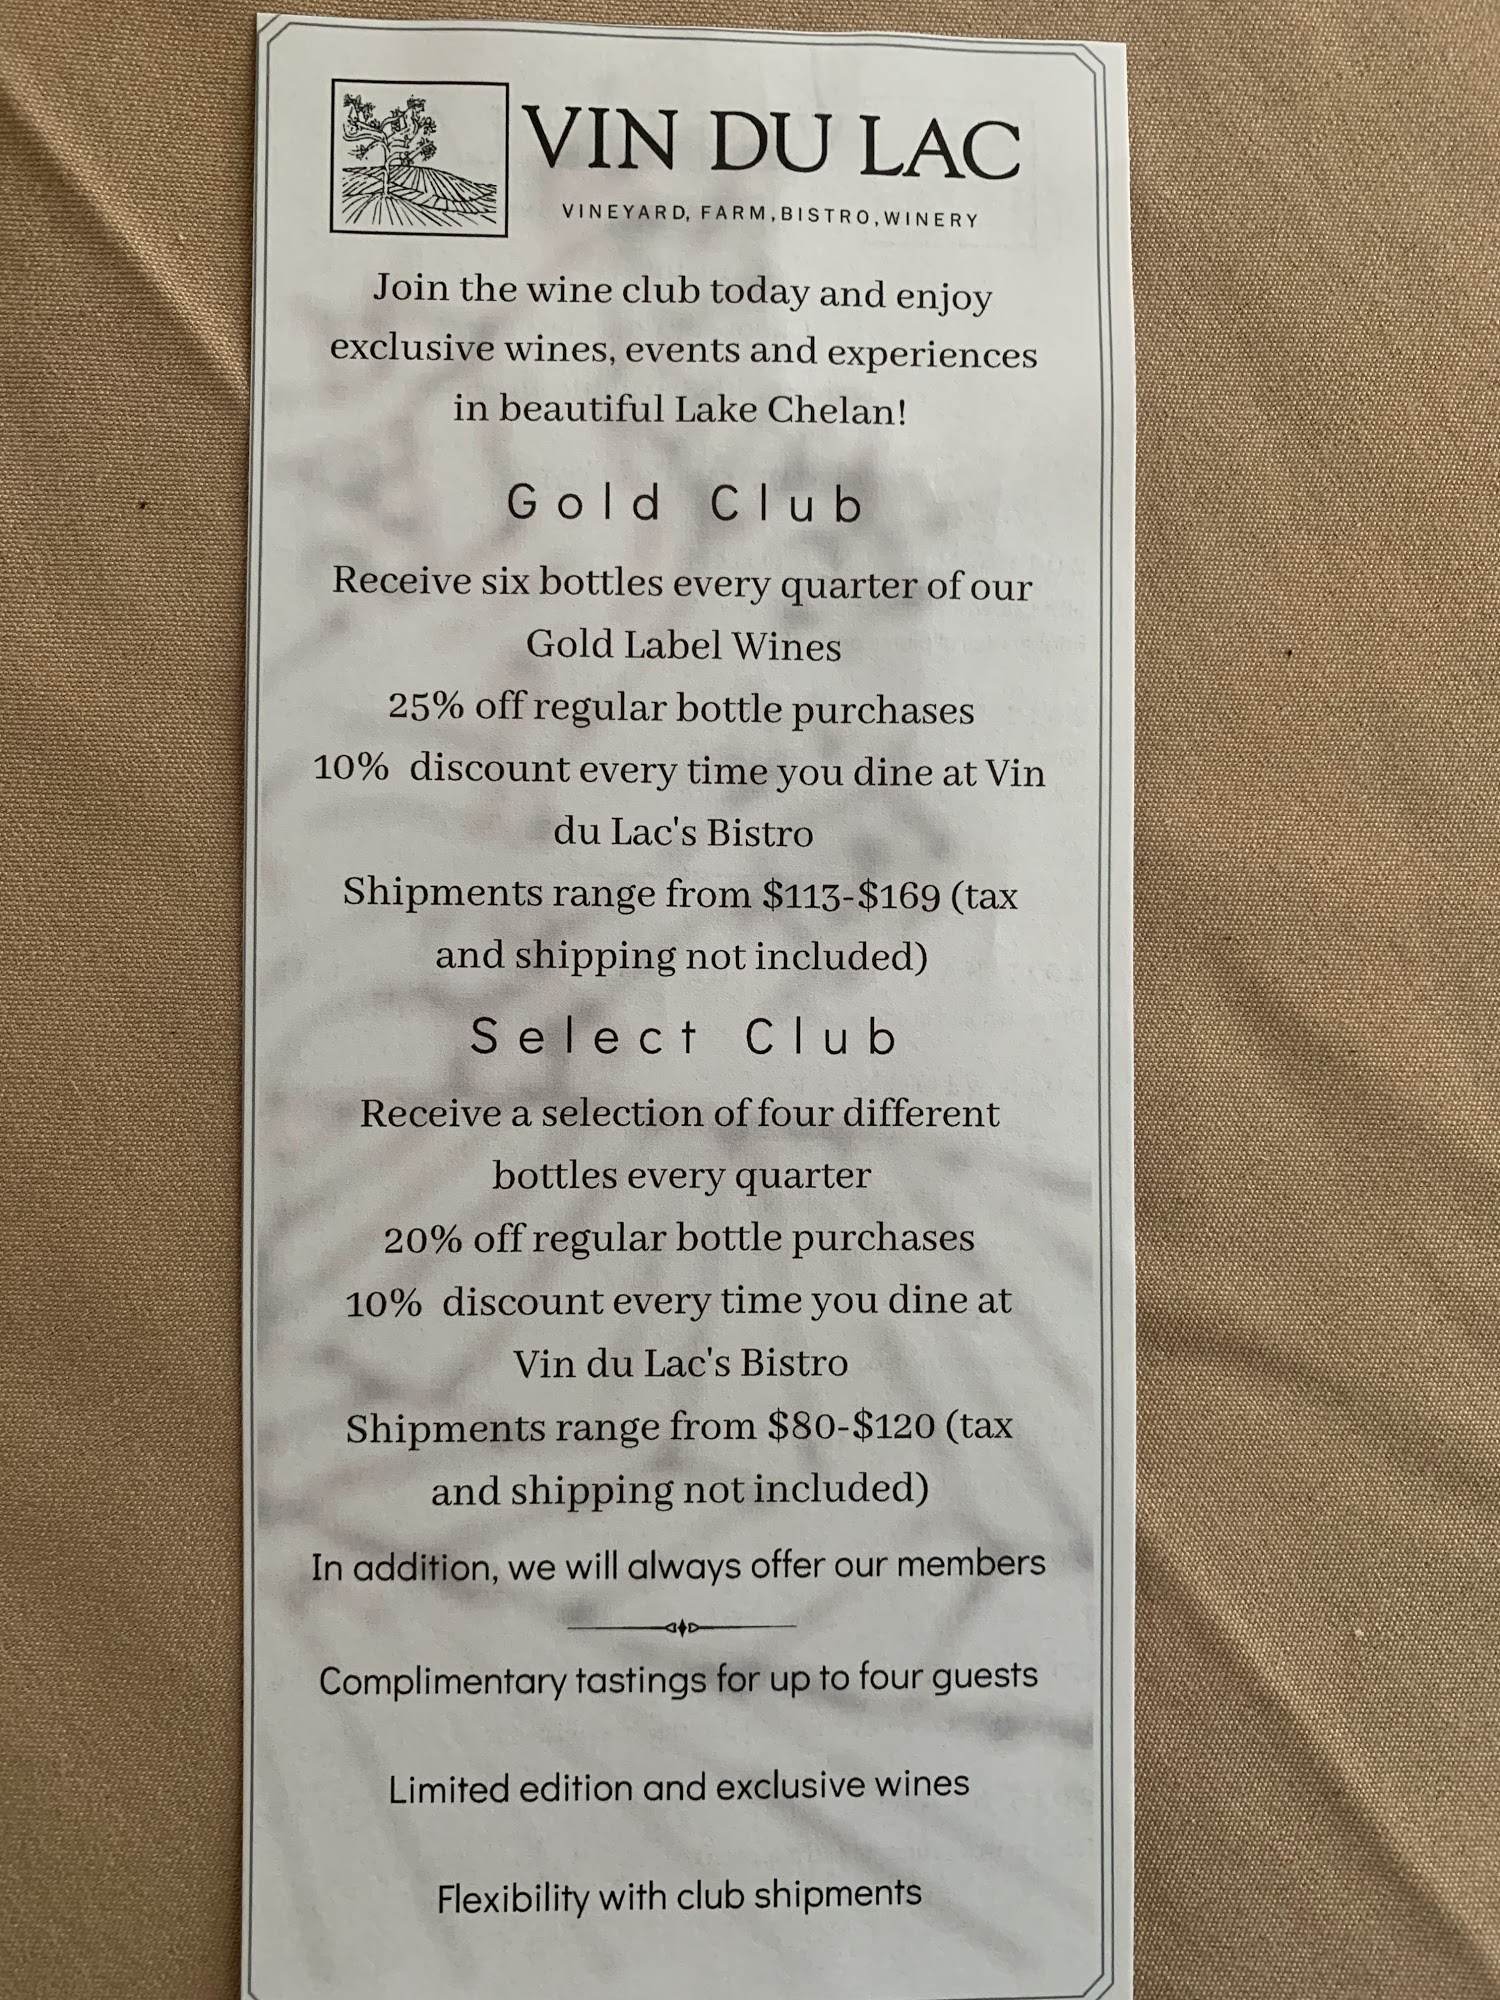 VIN DU LAC
VINEYARD, FARM, BISTRO, WINERY
Join the wine club today and enjoy
exclusive wines, events and experiences
in beautiful Lake Chelan!
Gold Club
Receive six bottles every quarter of our
Gold Label Wines
25% off regular bottle purchases
10% discount every time you dine at Vin
du Lac's Bistro
Shipments range from $113-$169 (tax
and shipping not included)
Select Club
Receive a selection of four different
bottles every quarter
20% off regular bottle purchases
10% discount every time you dine at
Vin du Lac's Bistro
Shipments range from $80-$120 (tax
and shipping not included)
In addition, we will always offer our members
Complimentary tastings for up to four guests
Limited edition and exclusive wines
Flexibility with club shipments